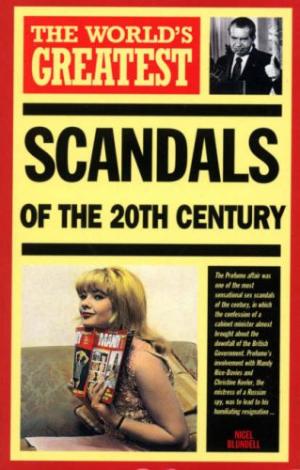 THE WORLD'S
GREATEST
SCANDALS
OF THE 20TH CENTURY
MANDY
The Profumo affair was
one of the most
sensational sex scandals
of the century, in which
the confession of a
cabinet minister almost
brought about the
downfall of the British
Government. Profumo's
involvement with Mandy
Rice-Davies and
Christine Keeler, the
mistress of a Russian
spy, was to lead to his
humiliating resignation ...
NIGEL
BLUNDELL